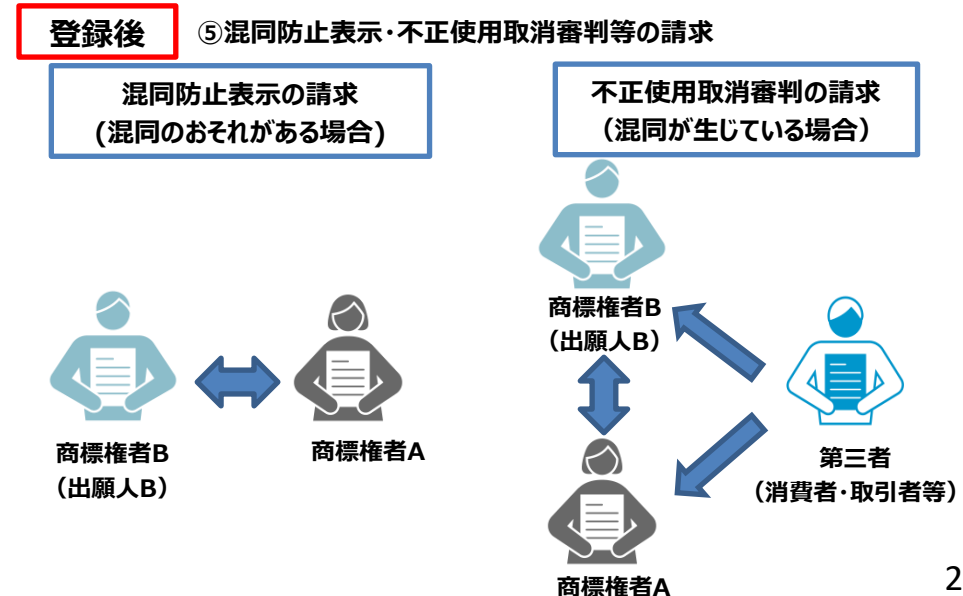 登録後
⑤混同防止表示・不正使用取消審判等の請求
混同防止表示の請求
(混同のおそれがある場合)
不正使用取消審判の請求
（混同が生じている場合）
商標権者B
（出願人B）
商標権者A
商標権者B
（出願人B）
第三者
（消費者・取引者等）
商標権者A
2